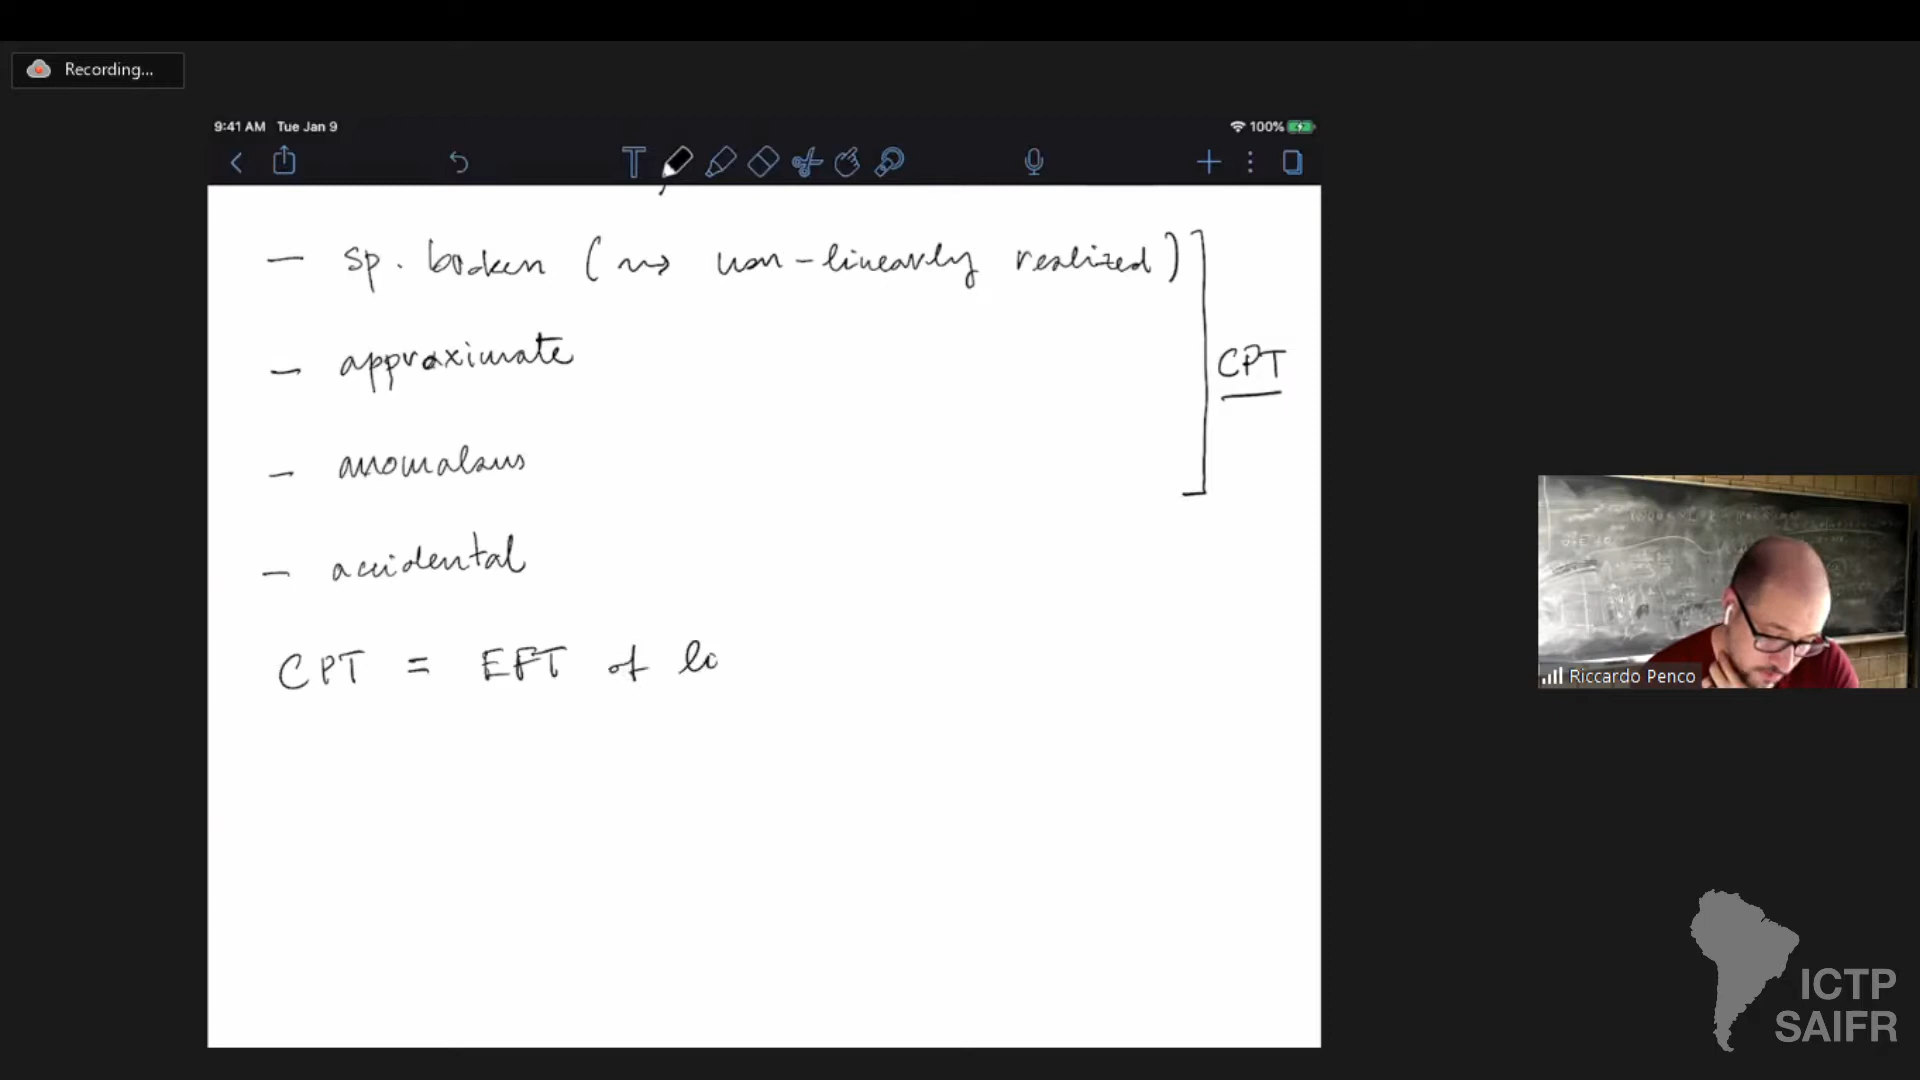 Recording...
9:41 AM Tue Jan 9
100%
— sp. broken (⇝ non-linearly realized)
— approximate
CPT
— anomalous
— accidental
CPT = EFT of lo
Riccardo Penco
ICTP
SAIFR